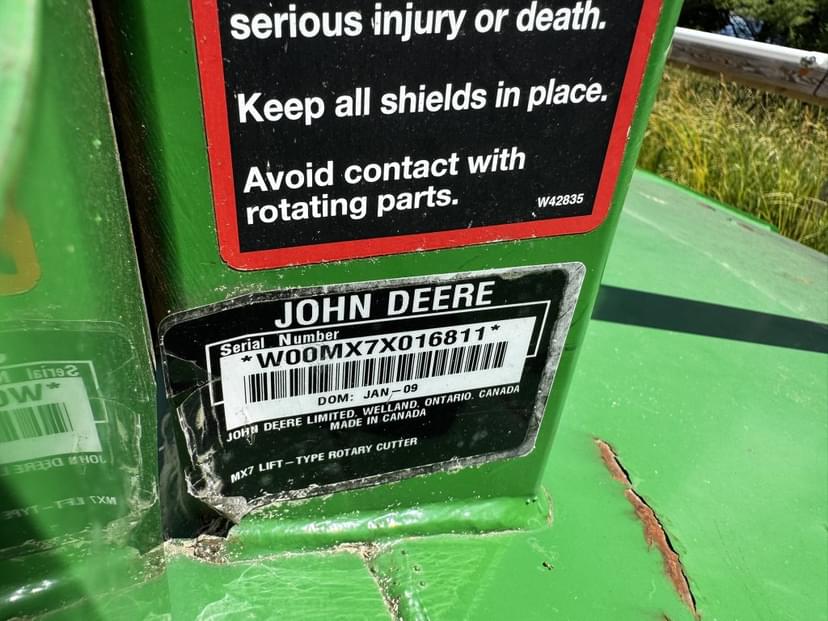 serious injury or death.
Keep all shields in place.
Avoid contact with
rotating parts.
W42835
JOHN DEERE
Serial Number
*W00MX7X016811*
DOM: JAN-09
JOHN DEERE LIMITED, WELLAND, ONTARIO, CANADA
MADE IN CANADA
MX7 LIFT-TYPE ROTARY CUTTER